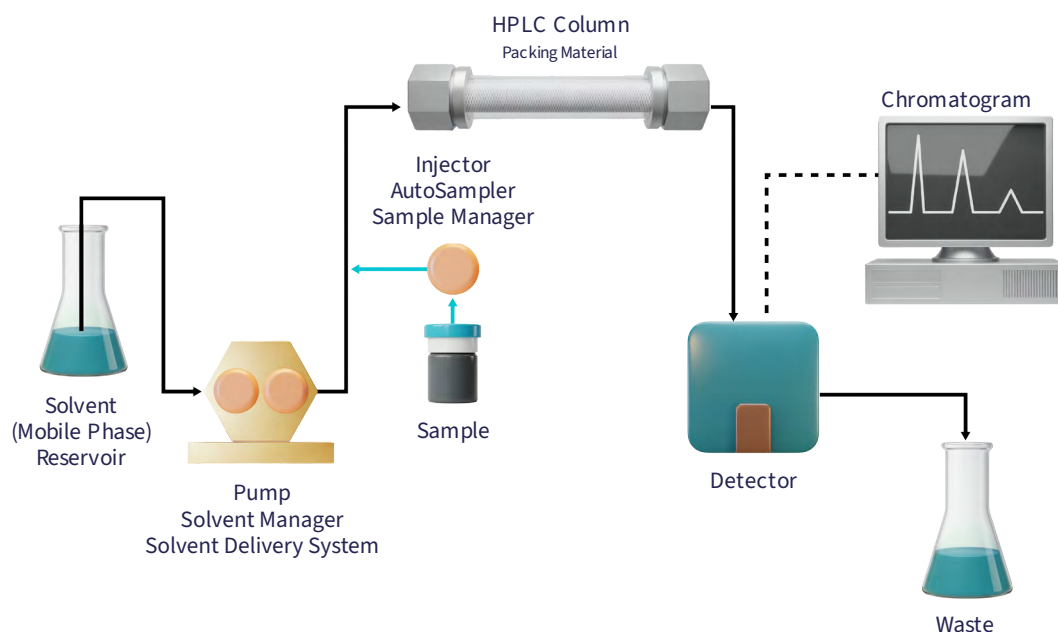 HPLC Column
Packing Material
Chromatogram
Injector
AutoSampler
Sample Manager
Solvent
(Mobile Phase)
Reservoir
Sample
Pump
Solvent Manager
Solvent Delivery System
Detector
Waste